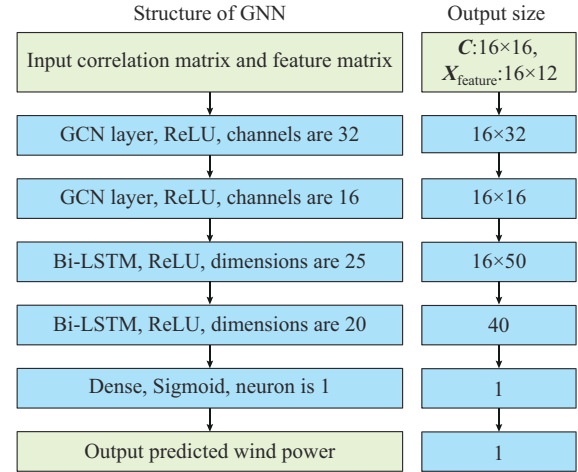 Structure of GNN
Output size
Input correlation matrix and feature matrix
C:16×16,
Xfeature:16×12
GCN layer, ReLU, channels are 32
16×32
GCN layer, ReLU, channels are 16
16×16
Bi-LSTM, ReLU, dimensions are 25
16×50
Bi-LSTM, ReLU, dimensions are 20
40
Dense, Sigmoid, neuron is 1
1
Output predicted wind power
1